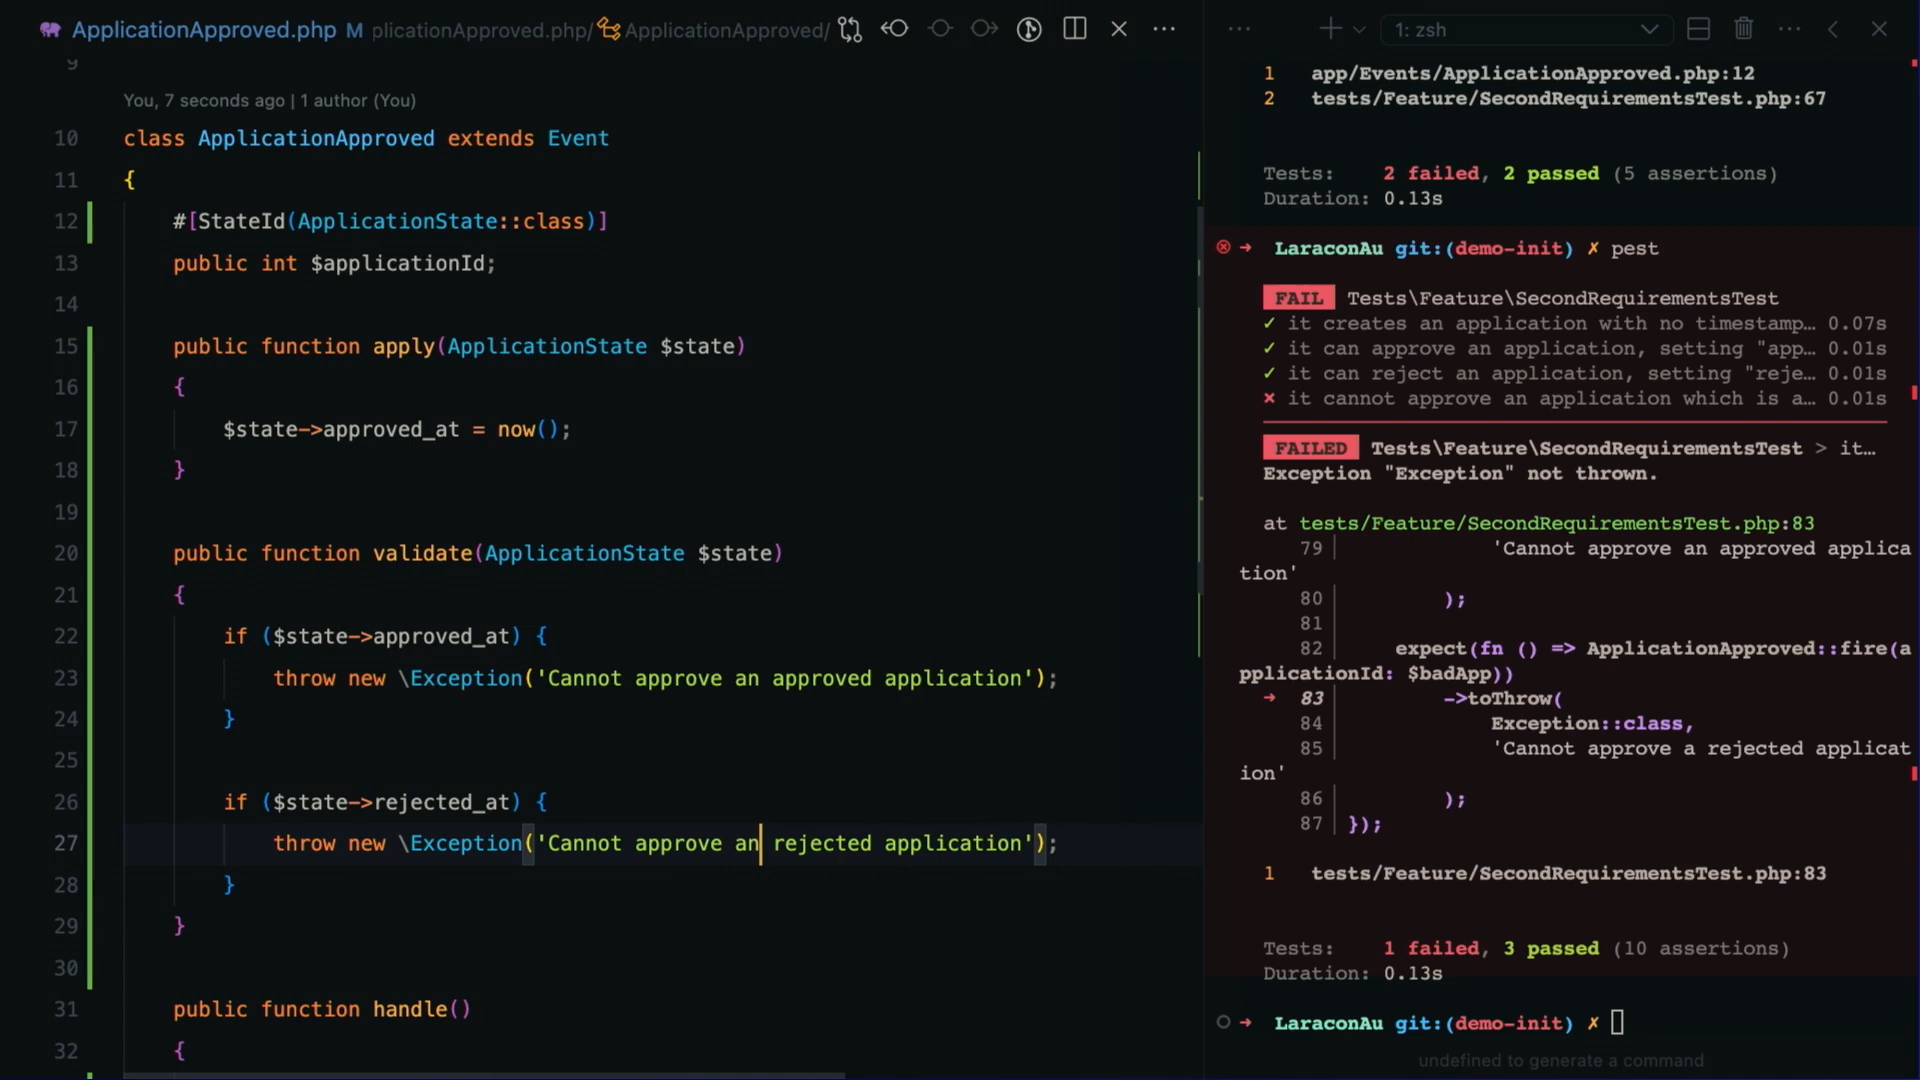 ApplicationApproved.php M plicationApproved.php/ ApplicationApproved/
9
You, 7 seconds ago | 1 author (You)
10 class ApplicationApproved extends Event
11 {
12 #[StateId(ApplicationState::class)]
13 public int $applicationId;
14
15 public function apply(ApplicationState $state)
16 {
17 $state->approved_at = now();
18 }
19
20 public function validate(ApplicationState $state)
21 {
22 if ($state->approved_at) {
23 throw new \Exception('Cannot approve an approved application');
24 }
25
26 if ($state->rejected_at) {
27 throw new \Exception('Cannot approve an rejected application');
28 }
29 }
30
31 public function handle()
32 {
1: zsh
1 app/Events/ApplicationApproved.php:12
2 tests/Feature/SecondRequirementsTest.php:67
Tests: 2 failed, 2 passed (5 assertions)
Duration: 0.13s
➜ LaraconAu git:(demo-init) ✗ pest
FAIL Tests\Feature\SecondRequirementsTest
✓ it creates an application with no timestamp… 0.07s
✓ it can approve an application, setting "app… 0.01s
✓ it can reject an application, setting "reje… 0.01s
⨯ it cannot approve an application which is a… 0.01s
FAILED Tests\Feature\SecondRequirementsTest > it…
Exception "Exception" not thrown.
at tests/Feature/SecondRequirementsTest.php:83
79| 'Cannot approve an approved applica
tion'
80| );
81|
82| expect(fn () => ApplicationApproved::fire(a
pplicationId: $badApp))
➜ 83| ->toThrow(
84| Exception::class,
85| 'Cannot approve a rejected applicat
ion'
86| );
87| });
1 tests/Feature/SecondRequirementsTest.php:83
Tests: 1 failed, 3 passed (10 assertions)
Duration: 0.13s
➜ LaraconAu git:(demo-init) ✗
undefined to generate a command